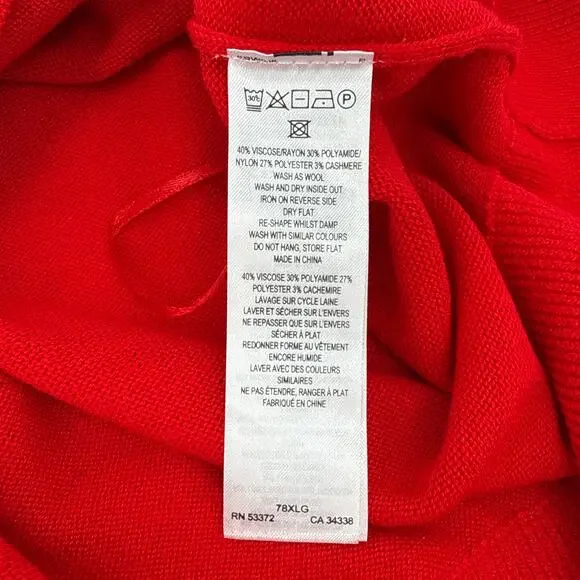 30°
P
40% VISCOSE/RAYON 30% POLYAMIDE/
NYLON 27% POLYESTER 3% CASHMERE
WASH AS WOOL
WASH AND DRY INSIDE OUT
IRON ON REVERSE SIDE
DRY FLAT
RE-SHAPE WHILST DAMP
WASH WITH SIMILAR COLOURS
DO NOT HANG, STORE FLAT
MADE IN CHINA
40% VISCOSE 30% POLYAMIDE 27%
POLYESTER 3% CACHEMIRE
LAVAGE SUR CYCLE LAINE
LAVER ET SÉCHER SUR L'ENVERS
NE REPASSER QUE SUR L'ENVERS
SÉCHER À PLAT
REDONNER FORME AU VÊTEMENT
ENCORE HUMIDE
LAVER AVEC DES COULEURS
SIMILAIRES
NE PAS ÉTENDRE, RANGER À PLAT
FABRIQUÉ EN CHINE
78XLG
RN 53372 CA 34338